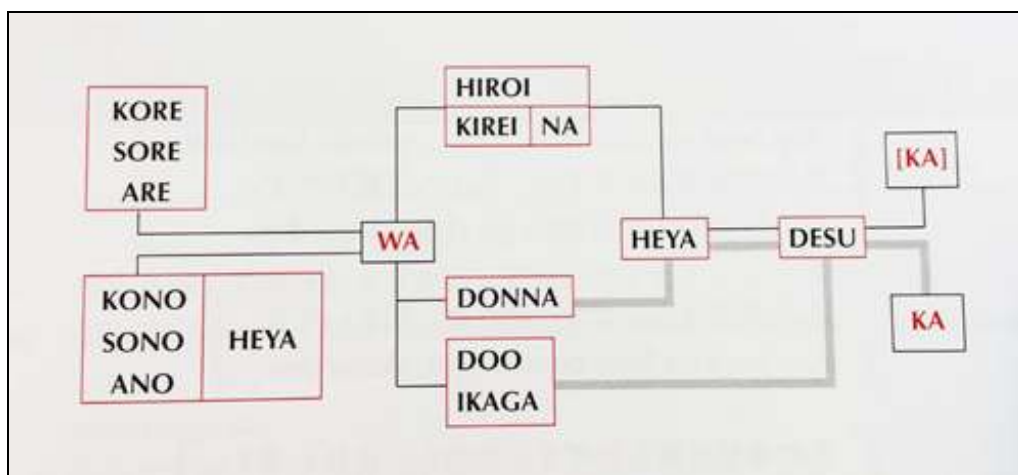 KORE
SORE
ARE
KONO
SONO
ANO
HEYA
WA
HIROI
KIREI NA
DONNA
DOO
IKAGA
HEYA
DESU
[KA]
KA